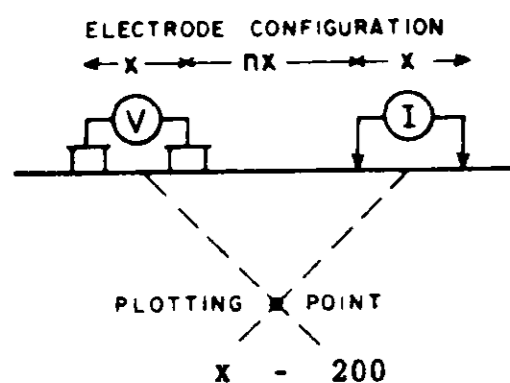 ELECTRODE CONFIGURATION
x nx x
V I
PLOTTING POINT
x - 200